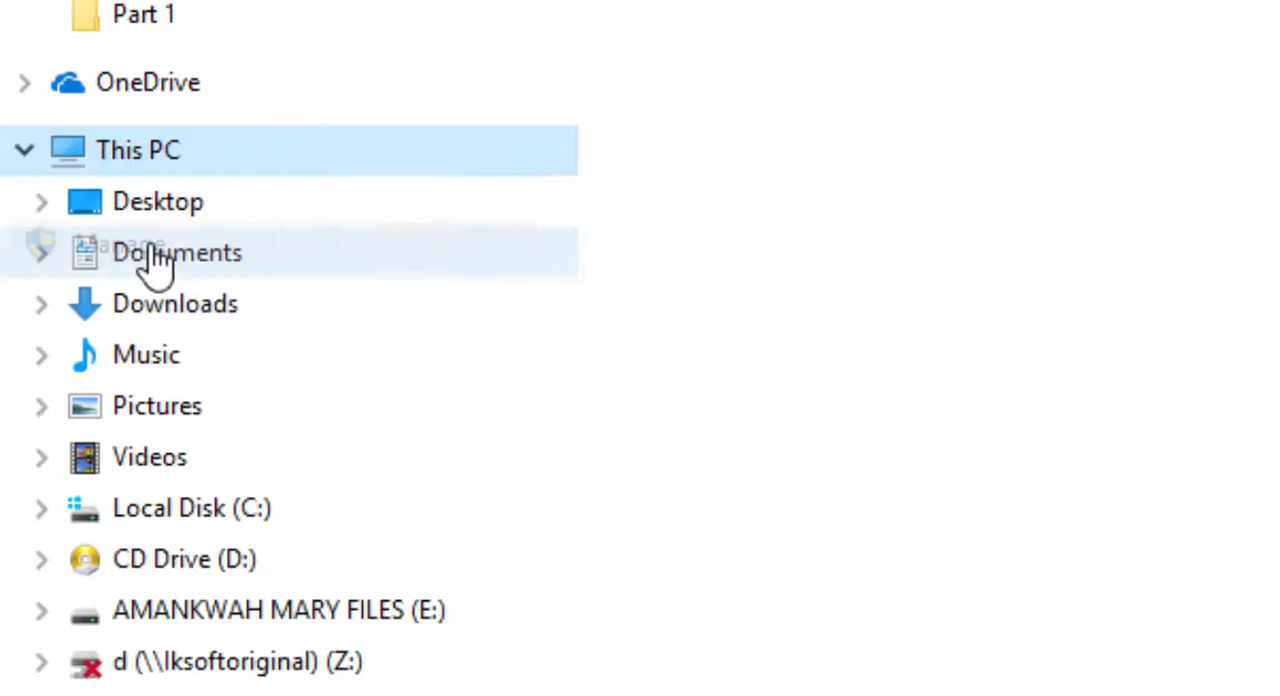 Part 1
OneDrive
This PC
Desktop
Documents
Downloads
Music
Pictures
Videos
Local Disk (C:)
CD Drive (D:)
AMANKWAH MARY FILES (E:)
d (\\lksoftoriginal) (Z:)